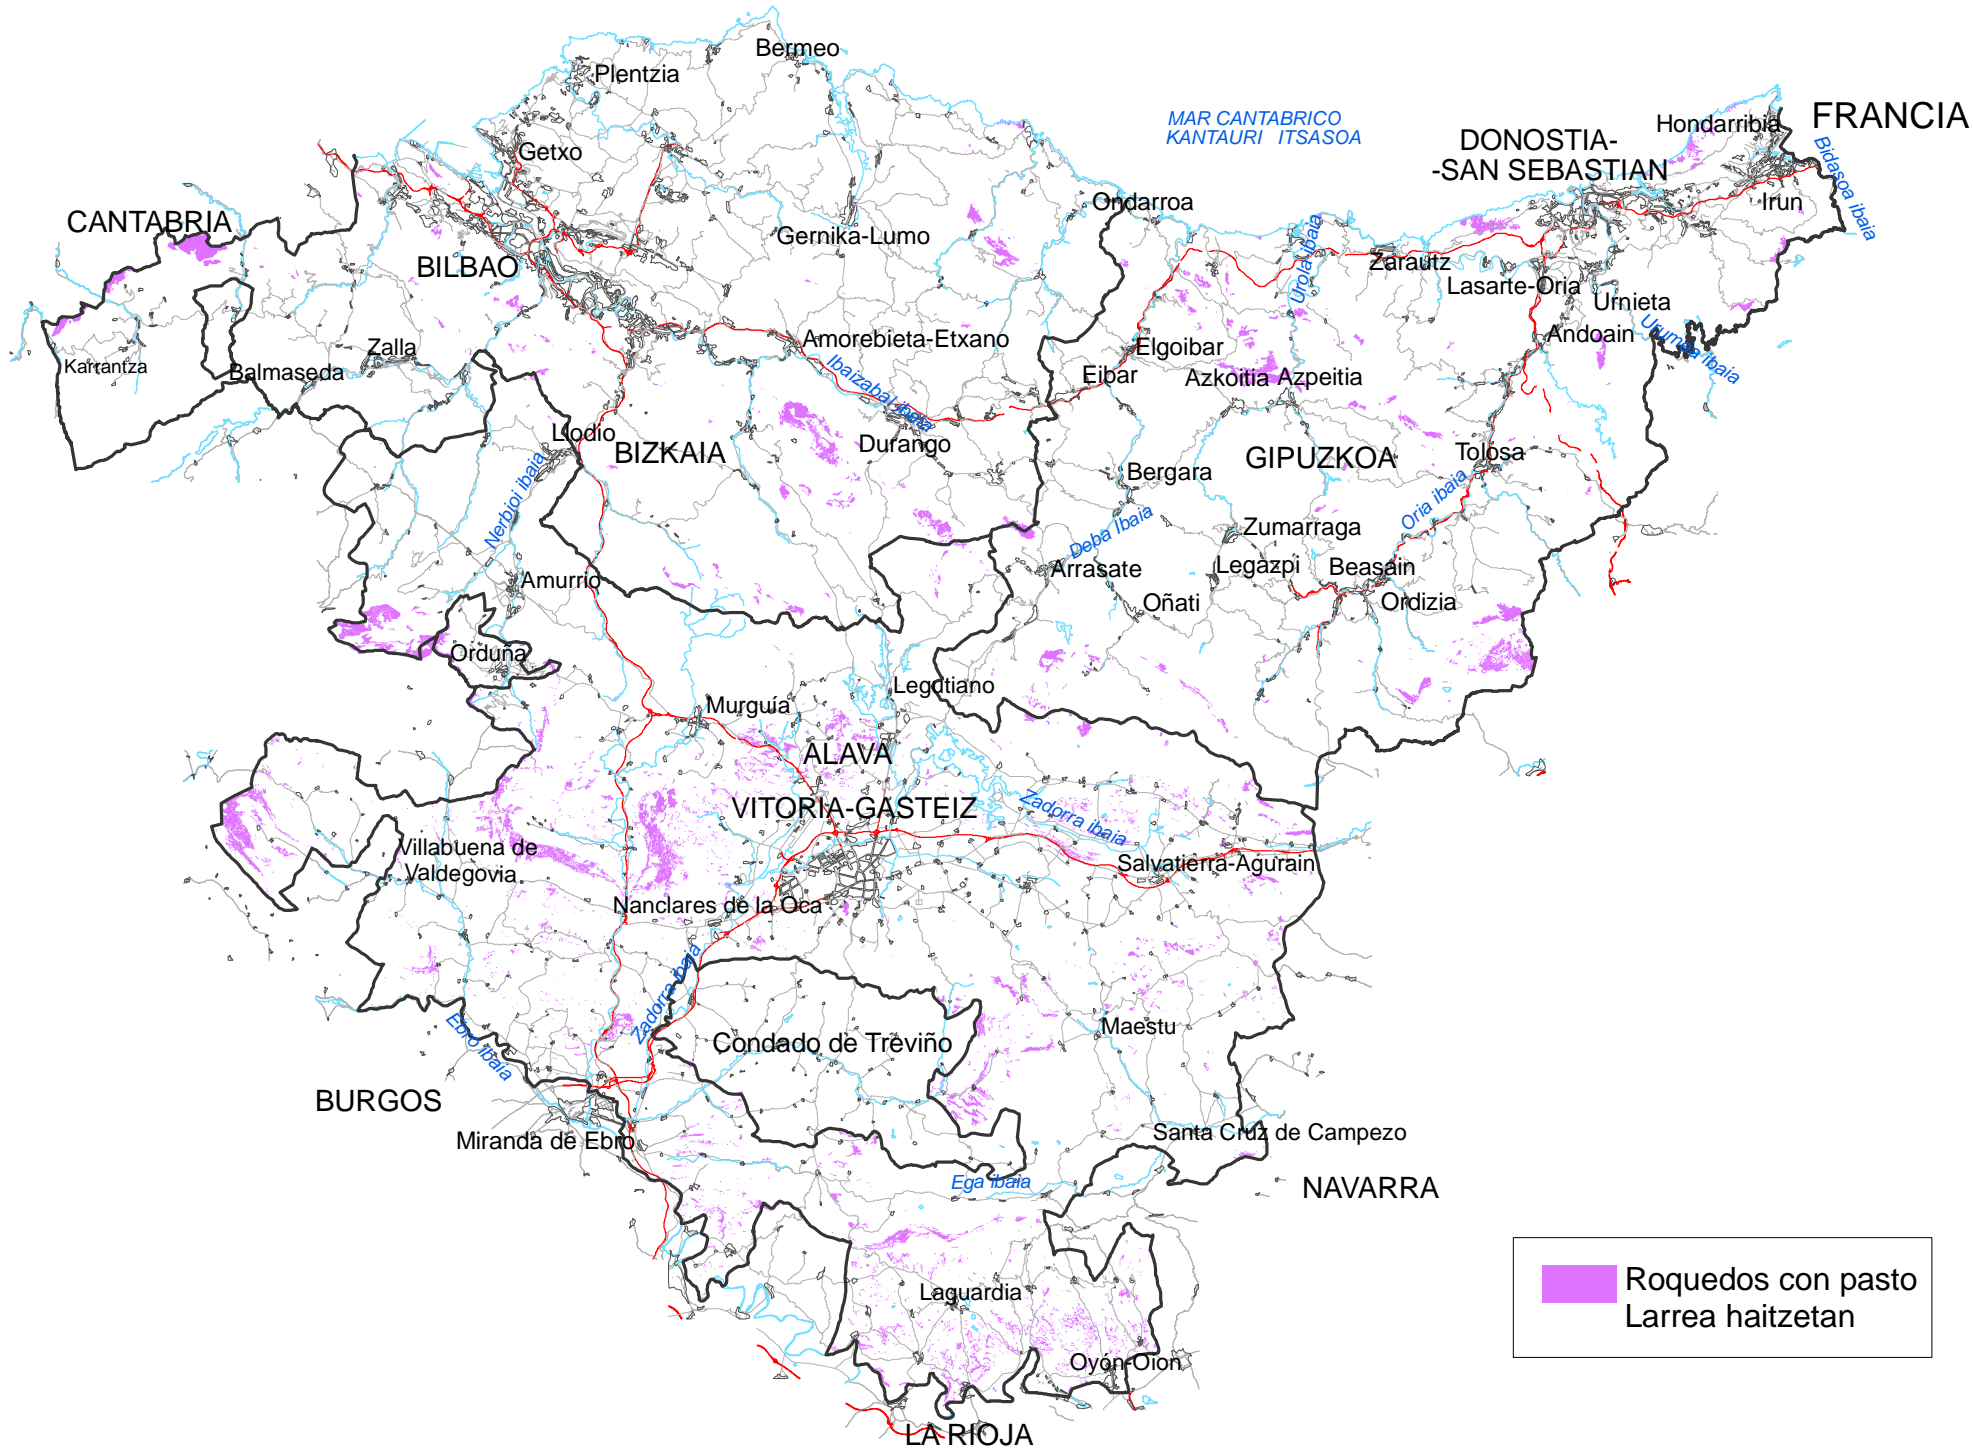 Bermeo
Plentzia
MAR CANTABRICO
KANTAURI ITSASOA
FRANCIA
Hondarribia
DONOSTIA-
-SAN SEBASTIAN
Bidasoa ibaia
Getxo
Irun
CANTABRIA
Ondarroa
Gernika-Lumo
BILBAO
Urola ibaia
Zarautz
Lasarte-Oria
Urnieta
Andoain
Urumea ibaia
Amorebieta-Etxano
Elgoibar
Zalla
Karrantza
Balmaseda
Ibaizabal ibaia
Eibar
Azkoitia
Azpeitia
Llodio
BIZKAIA
Durango
GIPUZKOA
Tolosa
Bergara
Nerbioi ibaia
Oria ibaia
Deba Ibaia
Zumarraga
Arrasate
Legazpi
Beasain
Amurrio
Oñati
Ordizia
Orduña
Legutiano
Murguía
ALAVA
VITORIA-GASTEIZ
Zadorra ibaia
Villabuena de
Valdegovia
Salvatierra-Agurain
Nanclares de la Oca
Zadorra ibaia
Ebro ibaia
Condado de Treviño
Maestu
BURGOS
Miranda de Ebro
Santa Cruz de Campezo
Ega ibaia
NAVARRA
Laguardia
Oyón-Oion
LA RIOJA
Roquedos con pasto
Larrea haitzetan